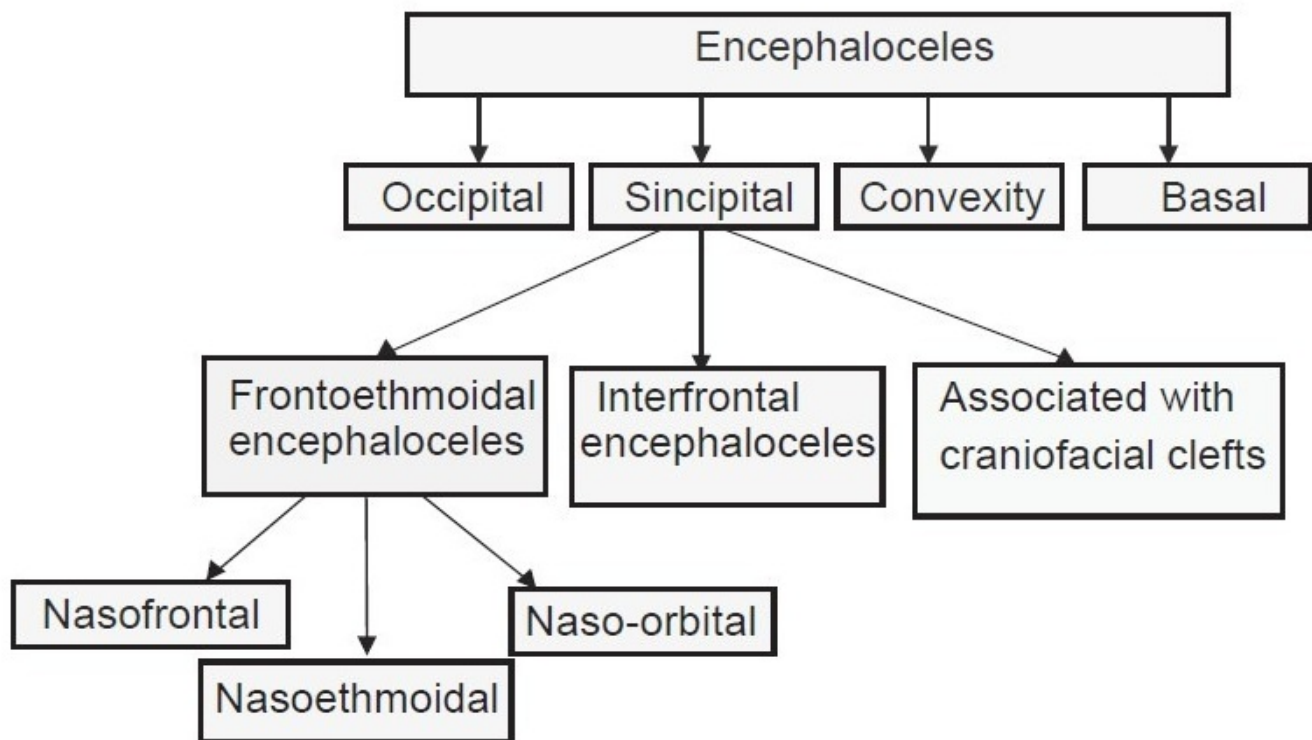 Encephaloceles
Occipital
Sincipital
Convexity
Basal
Frontoethmoidal
encephaloceles
Interfrontal
encephaloceles
Associated with
craniofacial clefts
Nasofrontal
Nasoethmoidal
Naso-orbital